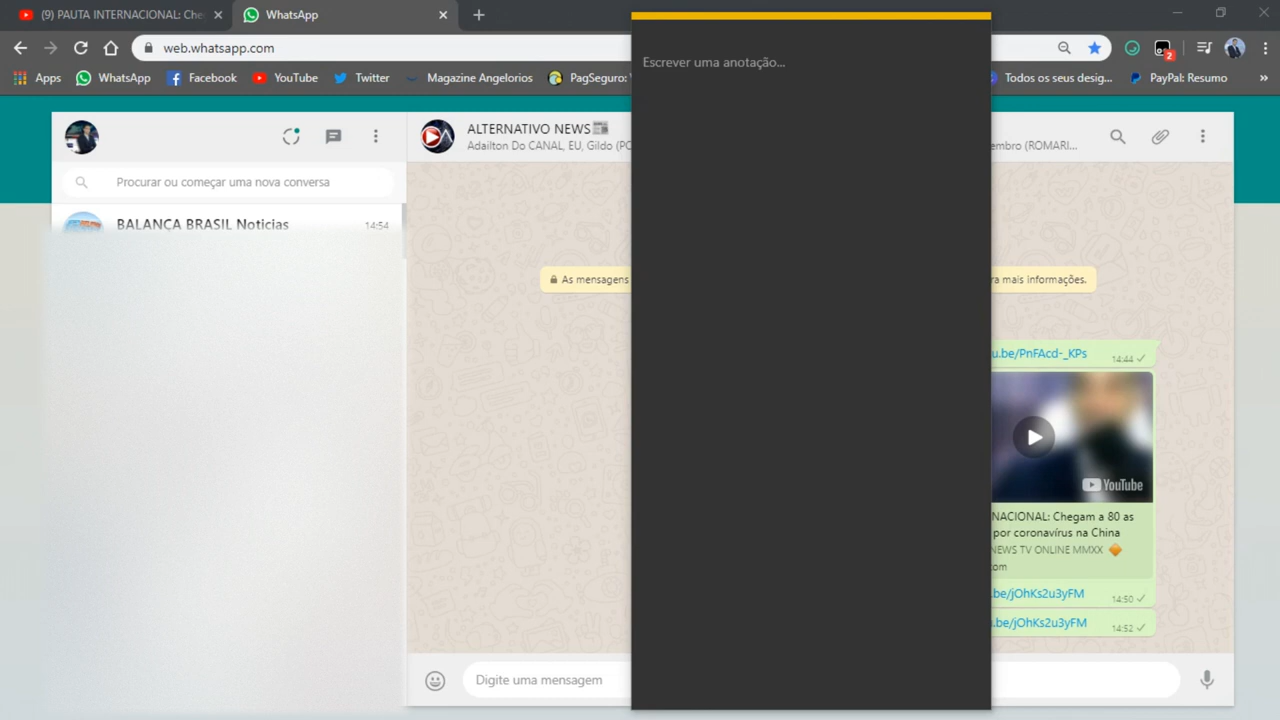 (9) PAUTA INTERNACIONAL: Che
WhatsApp
web.whatsapp.com
2
Apps
WhatsApp
Facebook
YouTube
Twitter
Magazine Angelorios
PagSeguro:
Todos os seus desig...
PayPal: Resumo
»
Escrever uma anotação...
ALTERNATIVO NEWS
Adailton Do CANAL, EU, Gildo (PC
embro (ROMARI...
Procurar ou começar uma nova conversa
BALANÇA BRASIL Noticias
14:54
As mensagens
ra mais informações.
u.be/PnFAcd-_KPs
14:44
YouTube
NACIONAL: Chegam a 80 as
por coronavírus na China
NEWS TV ONLINE MMXX
om
.be/jOhKs2u3yFM
14:50
.be/jOhKs2u3yFM
14:52
Digite uma mensagem